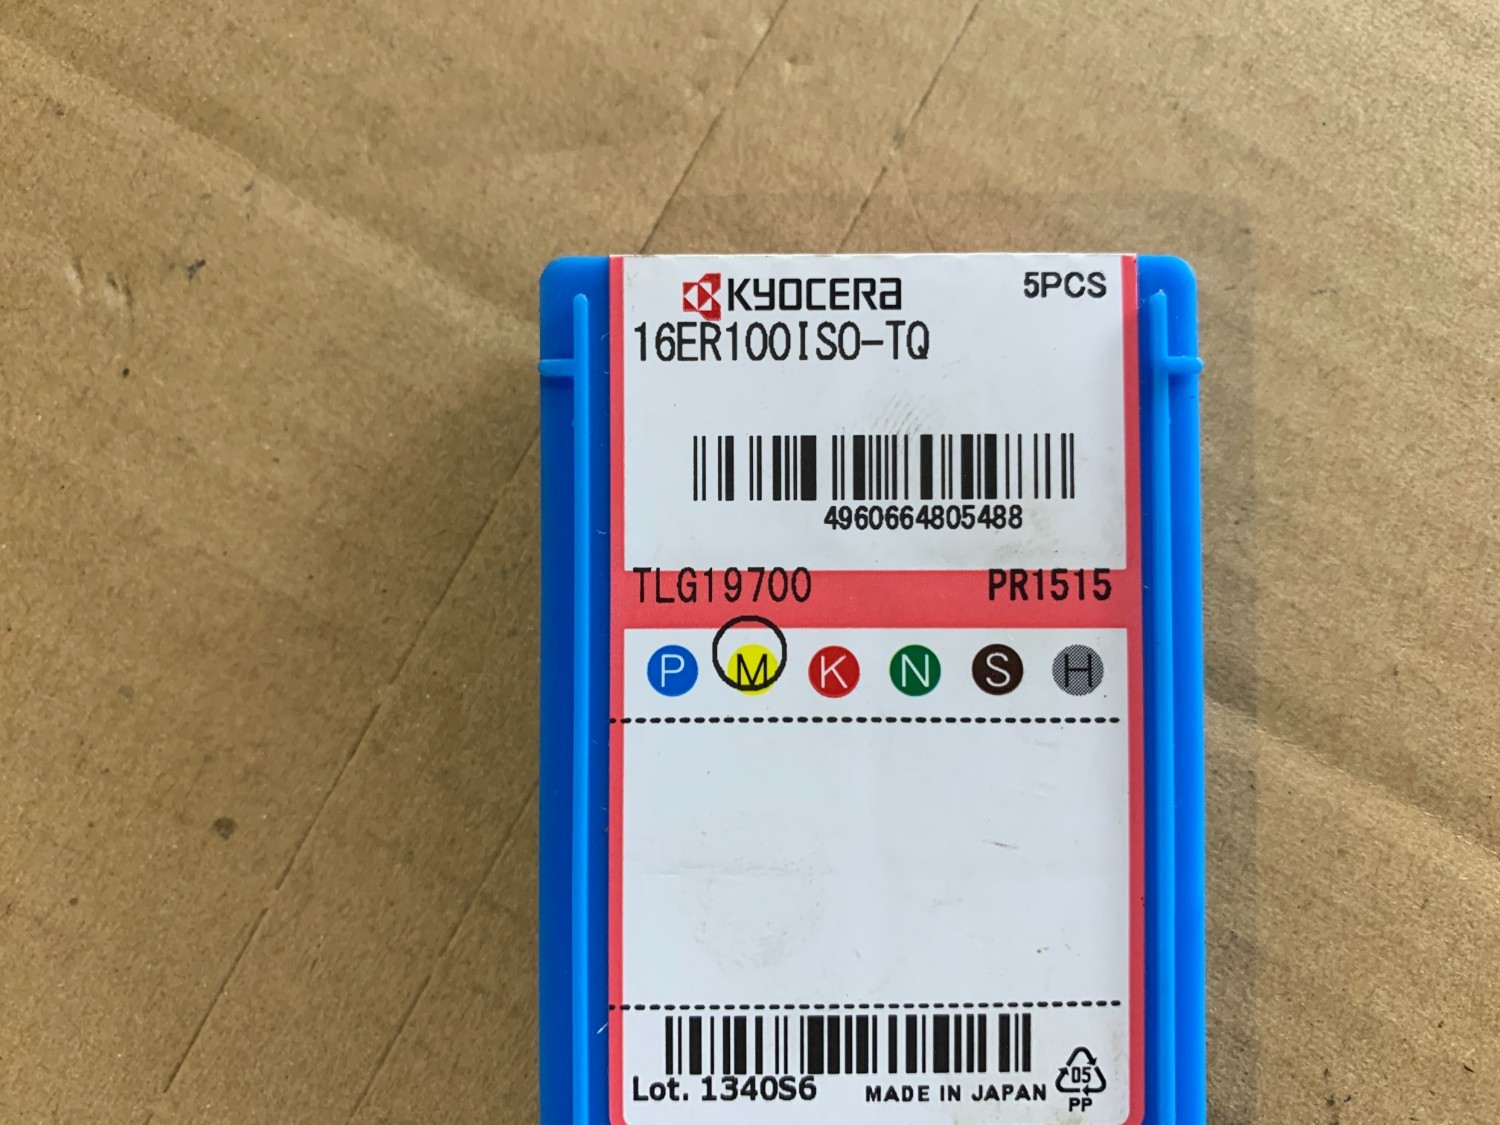 KYOCERA 5PCS
16ER100ISO-TQ
4960664805488
TLG19700 PR1515
P M K N S H
Lot. 1340S6 MADE IN JAPAN
05
PP